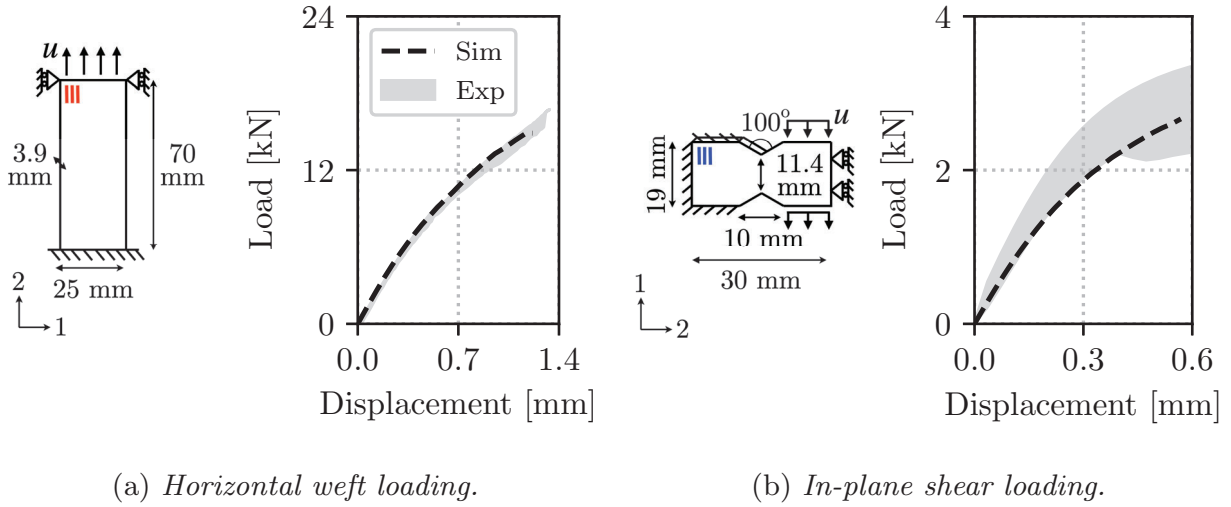 u
3.9
mm
70
mm
25 mm
2
1
24
12
0
Load [kN]
Sim
Exp
0.0 0.7 1.4
Displacement [mm]
100°
u
19 mm
11.4
mm
10 mm
30 mm
1
2
4
2
0
Load [kN]
0.0 0.3 0.6
Displacement [mm]
(a) Horizontal weft loading.
(b) In-plane shear loading.